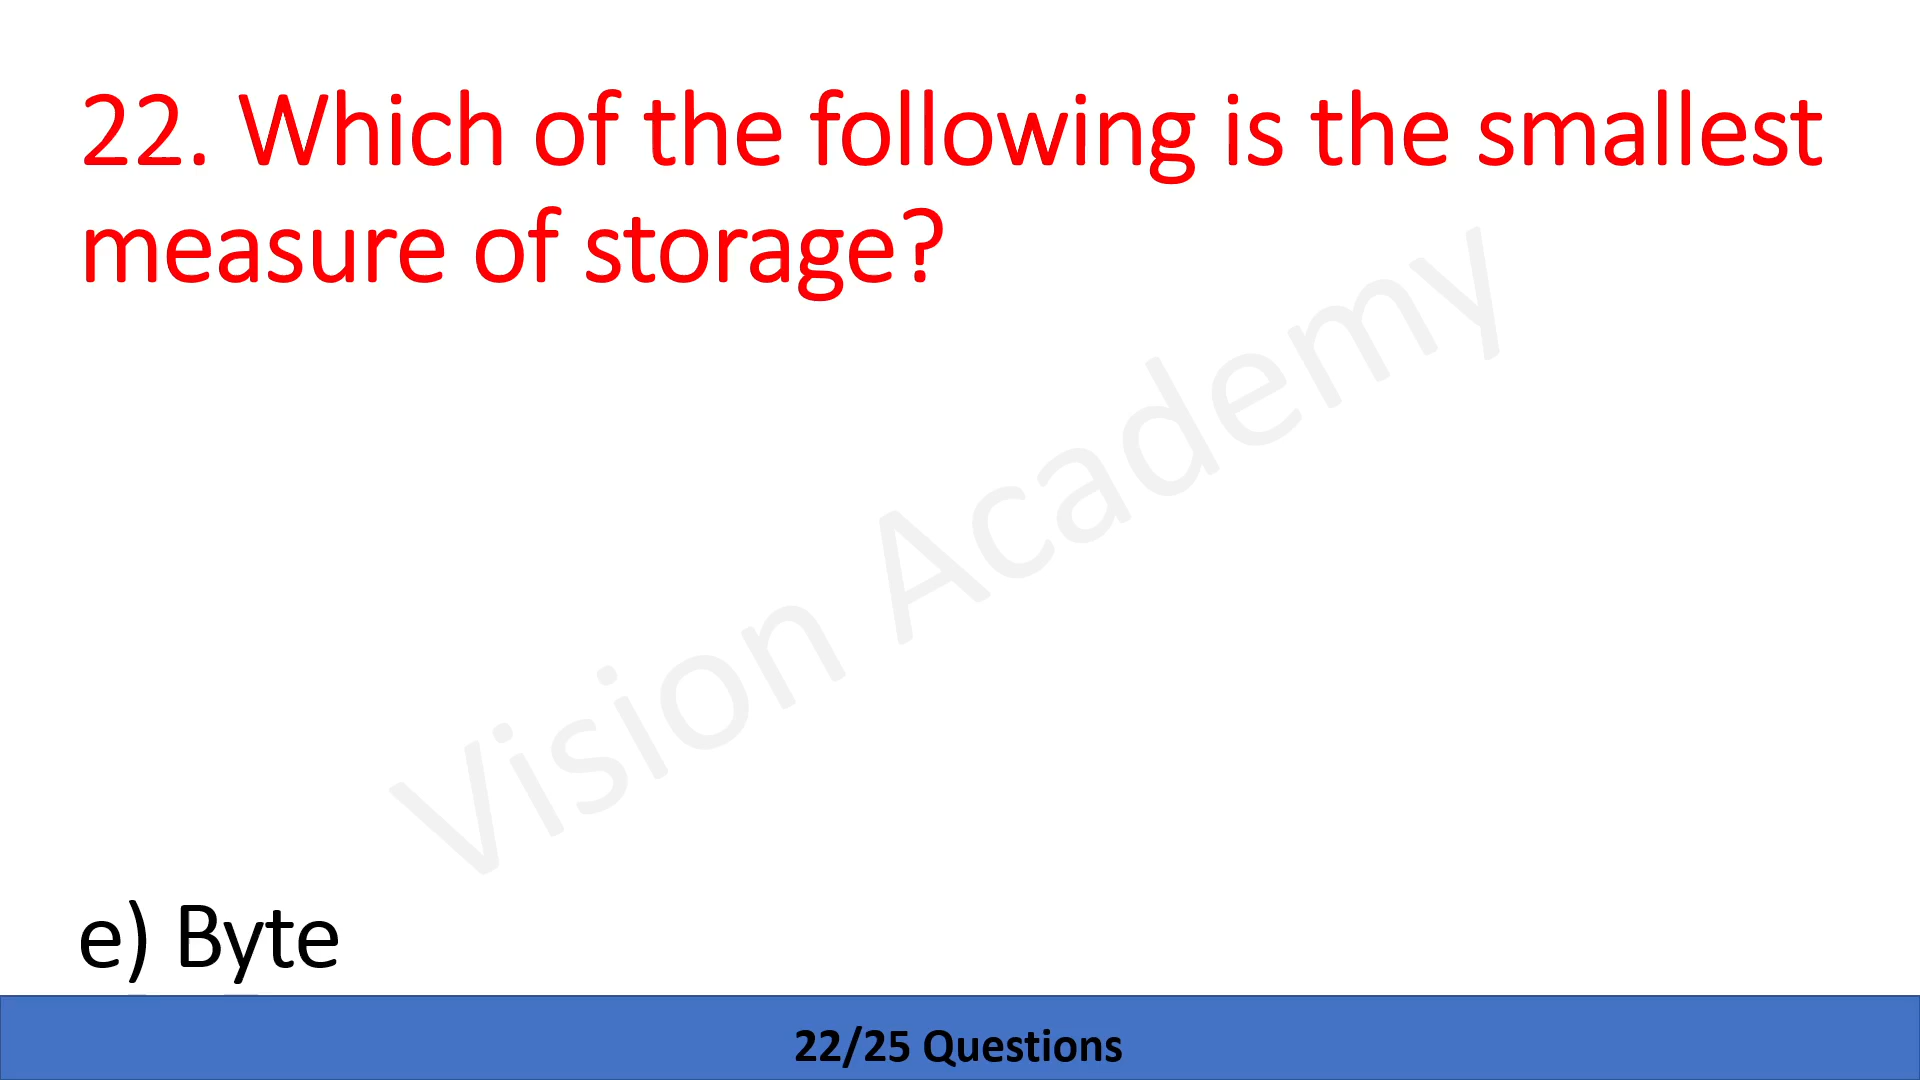 22. Which of the following is the smallest
measure of storage?
Vision Academy
e) Byte
22/25 Questions